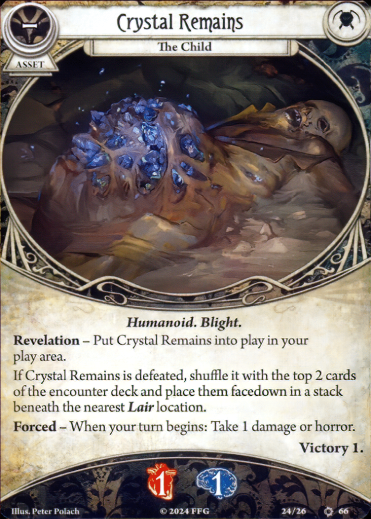 Crystal Remains
The Child
ASSET
Humanoid. Blight.
Revelation – Put Crystal Remains into play in your
play area.
If Crystal Remains is defeated, shuffle it with the top 2 cards
of the encounter deck and place them facedown in a stack
beneath the nearest Lair location.
Forced – When your turn begins: Take 1 damage or horror.
Victory 1.
1 1
Illus. Peter Polach © 2024 FFG 24/26 66